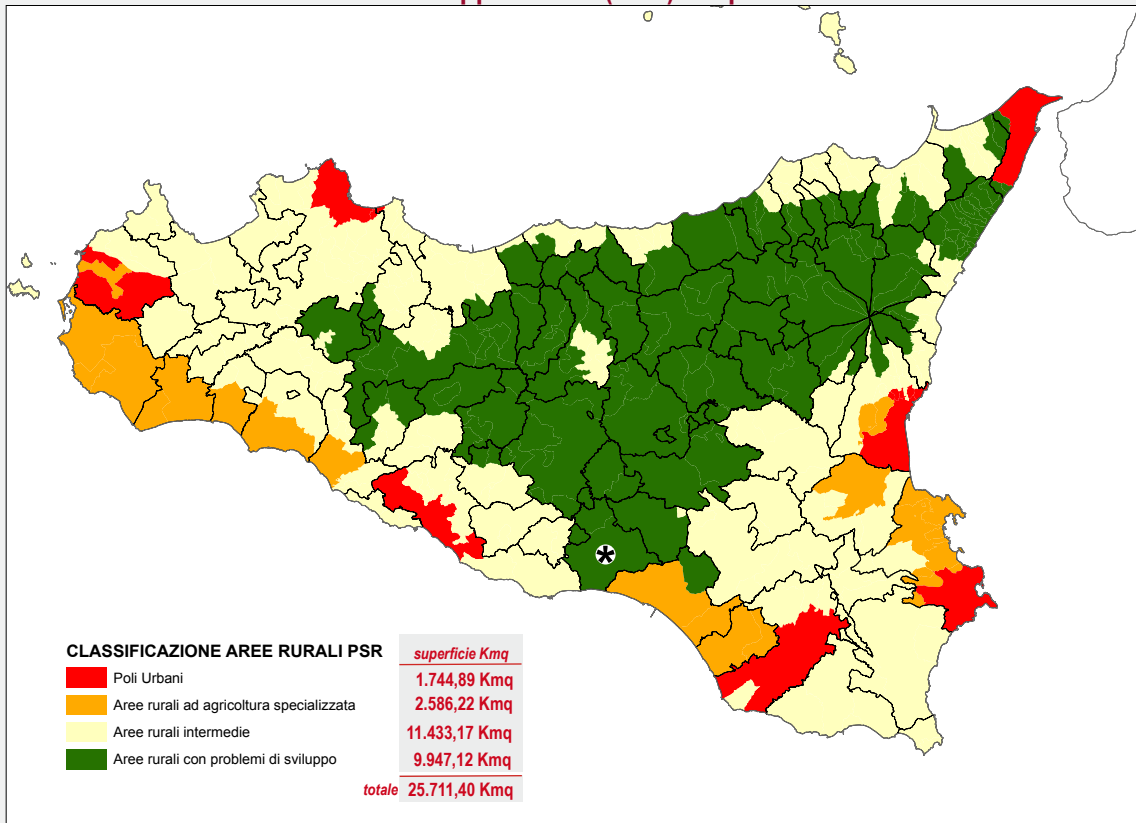 CLASSIFICAZIONE AREE RURALI PSR superficie Kmq
Poli Urbani 1.744,89 Kmq
Aree rurali ad agricoltura specializzata 2.586,22 Kmq
Aree rurali intermedie 11.433,17 Kmq
Aree rurali con problemi di sviluppo 9.947,12 Kmq
totale 25.711,40 Kmq